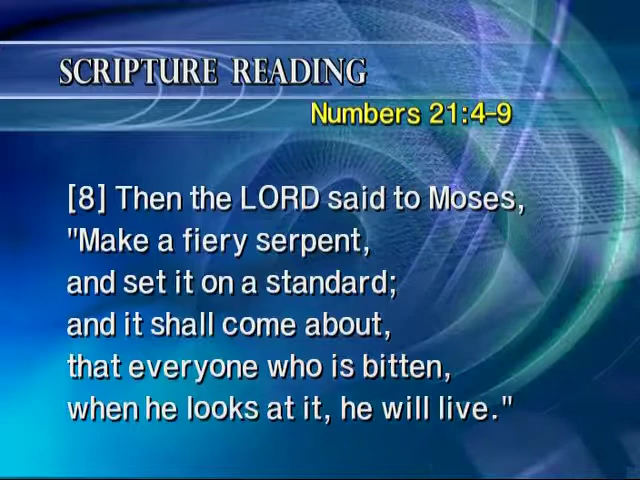 SCRIPTURE READING
Numbers 21:4-9
[8] Then the LORD said to Moses,
"Make a fiery serpent,
and set it on a standard;
and it shall come about,
that everyone who is bitten,
when he looks at it, he will live."